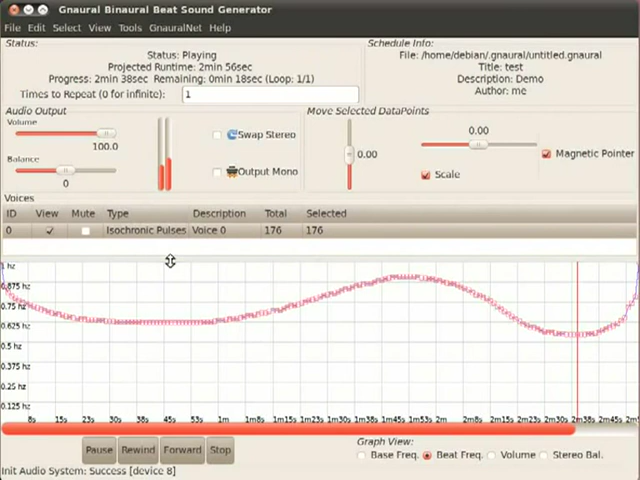 Gnaural Binaural Beat Sound Generator
File Edit Select View Tools GnauralNet Help
Status:
Status: Playing
Projected Runtime: 2min 56sec
Progress: 2min 38sec Remaining: 0min 18sec (Loop: 1/1)
Times to Repeat (0 for infinite): 1
Schedule Info:
File: /home/debian/.gnaural/untitled.gnaural
Title: test
Description: Demo
Author: me
Audio Output
Volume
100.0
Balance
0
Swap Stereo
Output Mono
Move Selected DataPoints
0.00
0.00
Scale
Magnetic Pointer
Voices
ID View Mute Type Description Total Selected
0 Isochronic Pulses Voice 0 176 176
1 hz
0.875 hz
0.75 hz
0.625 hz
0.5 hz
0.375 hz
0.25 hz
0.125 hz
8s 15s 23s 30s 38s 45s 53s 1m 1m8s 1m15s 1m23s 1m30s 1m38s 1m45s 1m53s 2m 2m8s 2m15s 2m23s 2m30s 2m38s 2m45s
Pause Rewind Forward Stop
Graph View:
Base Freq. Beat Freq. Volume Stereo Bal.
Init Audio System: Success [device 8]